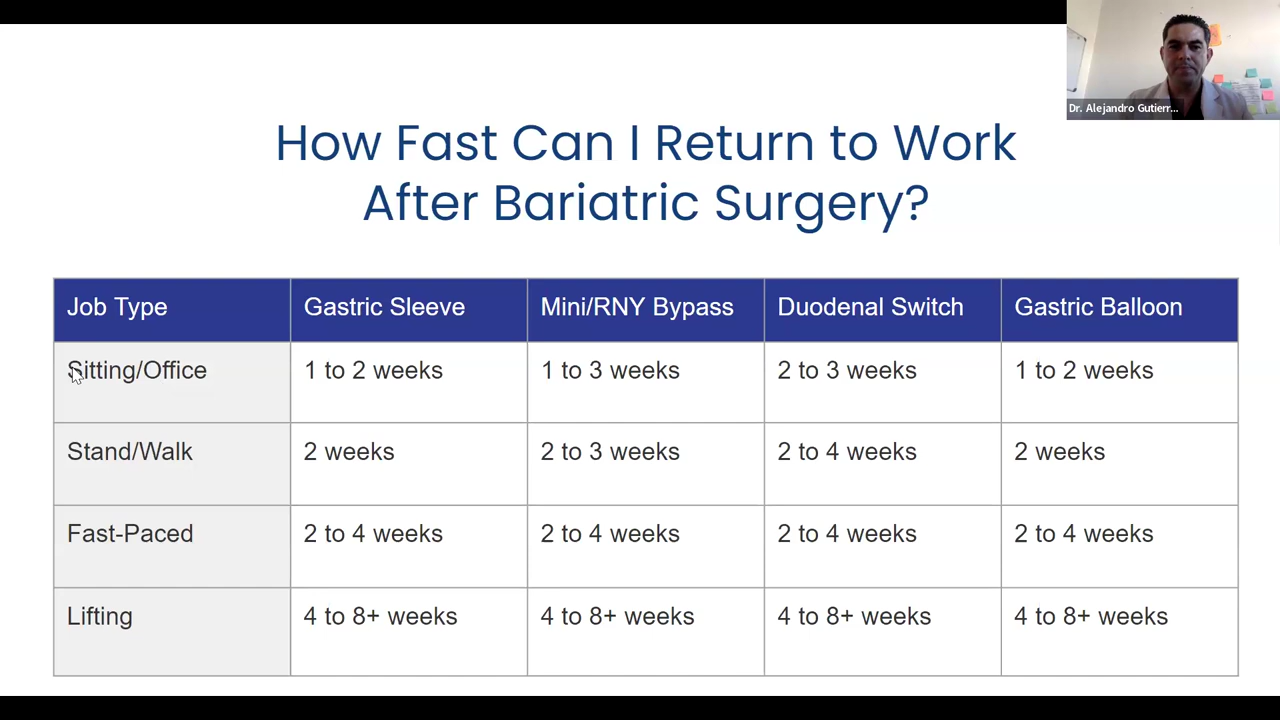 Dr. Alejandro Gutierr...
How Fast Can I Return to Work
After Bariatric Surgery?
Job Type Gastric Sleeve Mini/RNY Bypass Duodenal Switch Gastric Balloon
Sitting/Office 1 to 2 weeks 1 to 3 weeks 2 to 3 weeks 1 to 2 weeks
Stand/Walk 2 weeks 2 to 3 weeks 2 to 4 weeks 2 weeks
Fast-Paced 2 to 4 weeks 2 to 4 weeks 2 to 4 weeks 2 to 4 weeks
Lifting 4 to 8+ weeks 4 to 8+ weeks 4 to 8+ weeks 4 to 8+ weeks